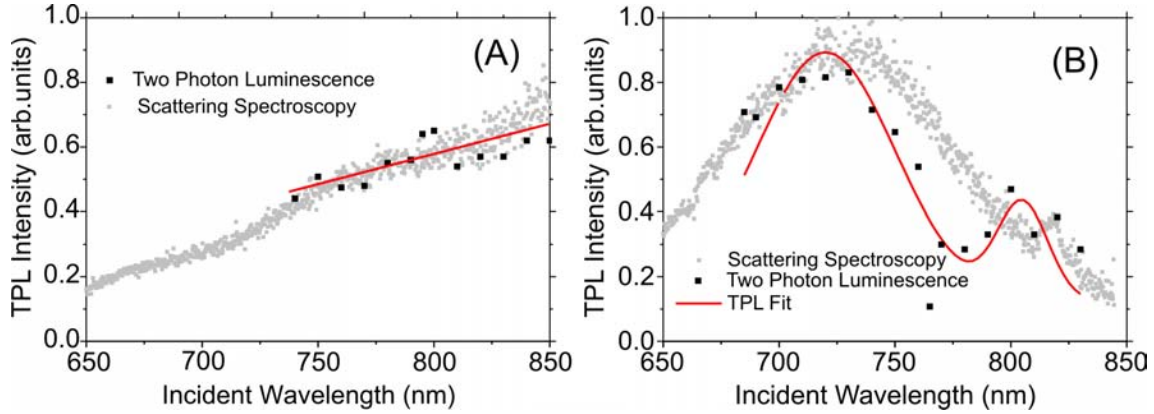 (A)
TPL Intensity (arb.units)
1.0
0.8
0.6
0.4
0.2
0.0
Two Photon Luminescence
Scattering Spectroscopy
650 700 750 800 850
Incident Wavelength (nm)
(B)
TPL Intensity (arb.units)
1.0
0.8
0.6
0.4
0.2
0.0
Scattering Spectroscopy
Two Photon Luminescence
TPL Fit
650 700 750 800 850
Incident Wavelength (nm)